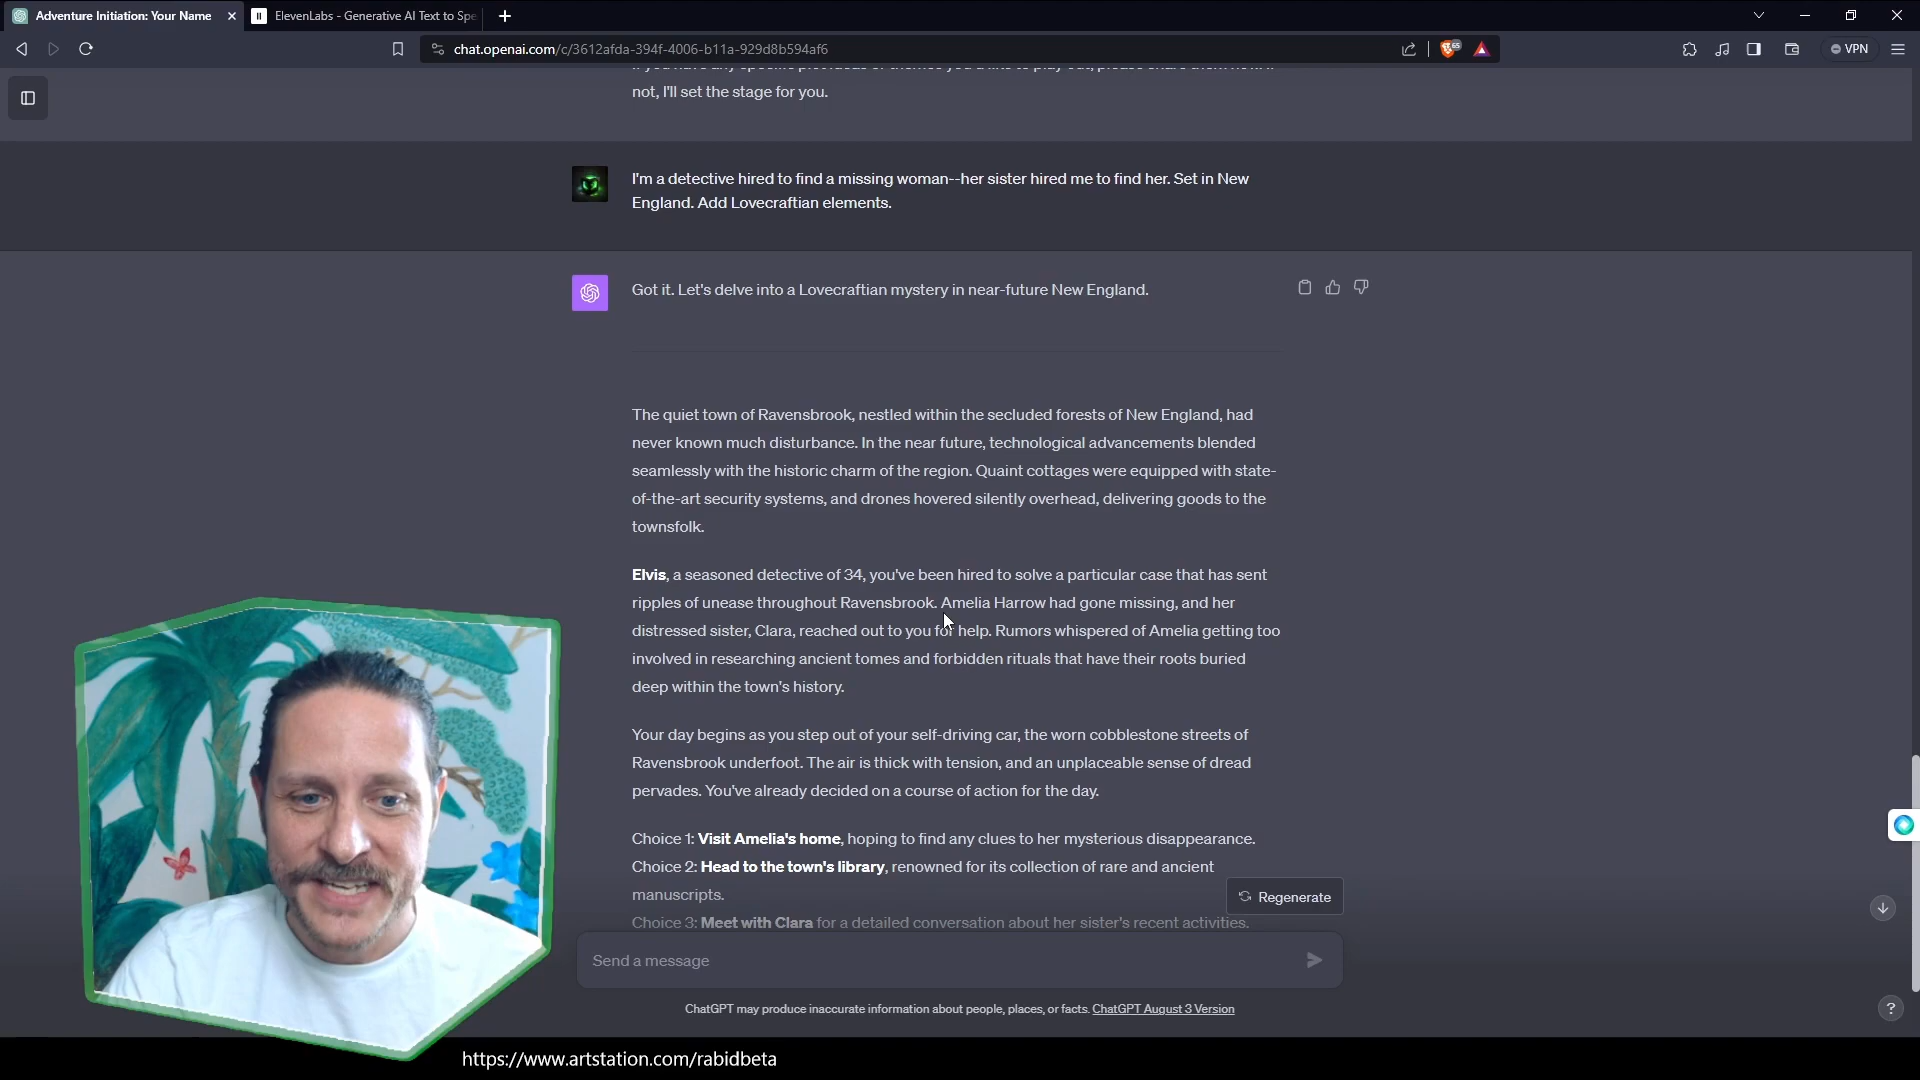 Adventure Initiation: Your Name
ElevenLabs - Generative AI Text to Spe
chat.openai.com/c/3612afda-394f-4006-b11a-929d8b594af6
65
VPN
not, I'll set the stage for you.
I'm a detective hired to find a missing woman--her sister hired me to find her. Set in New
England. Add Lovecraftian elements.
Got it. Let's delve into a Lovecraftian mystery in near-future New England.
The quiet town of Ravensbrook, nestled within the secluded forests of New England, had
never known much disturbance. In the near future, technological advancements blended
seamlessly with the historic charm of the region. Quaint cottages were equipped with state-
of-the-art security systems, and drones hovered silently overhead, delivering goods to the
townsfolk.
Elvis, a seasoned detective of 34, you've been hired to solve a particular case that has sent
ripples of unease throughout Ravensbrook. Amelia Harrow had gone missing, and her
distressed sister, Clara, reached out to you for help. Rumors whispered of Amelia getting too
involved in researching ancient tomes and forbidden rituals that have their roots buried
deep within the town's history.
Your day begins as you step out of your self-driving car, the worn cobblestone streets of
Ravensbrook underfoot. The air is thick with tension, and an unplaceable sense of dread
pervades. You've already decided on a course of action for the day.
Choice 1: Visit Amelia's home, hoping to find any clues to her mysterious disappearance.
Choice 2: Head to the town's library, renowned for its collection of rare and ancient
manuscripts.
Choice 3: Meet with Clara for a detailed conversation about her sister's recent activities.
Regenerate
Send a message
ChatGPT may produce inaccurate information about people, places, or facts. ChatGPT August 3 Version
?
https://www.artstation.com/rabidbeta